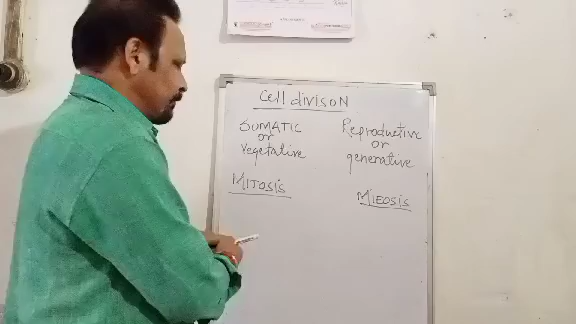 Cell divisoN
SOMATIC
or
Vegetative
MITOSIS
Reproductive
or
generative
MIEOSIS